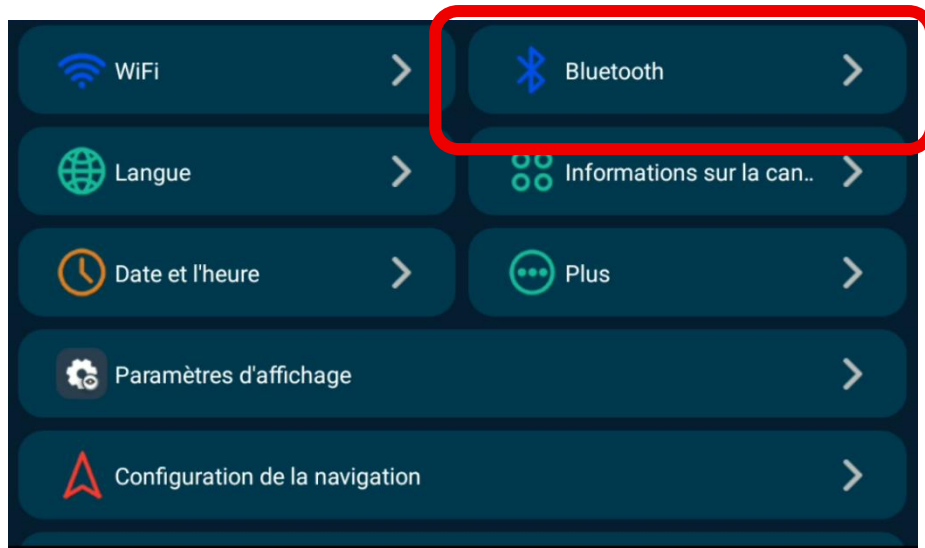 WiFi
Bluetooth
Langue
Informations sur la can..
Date et l'heure
Plus
Paramètres d'affichage
Configuration de la navigation